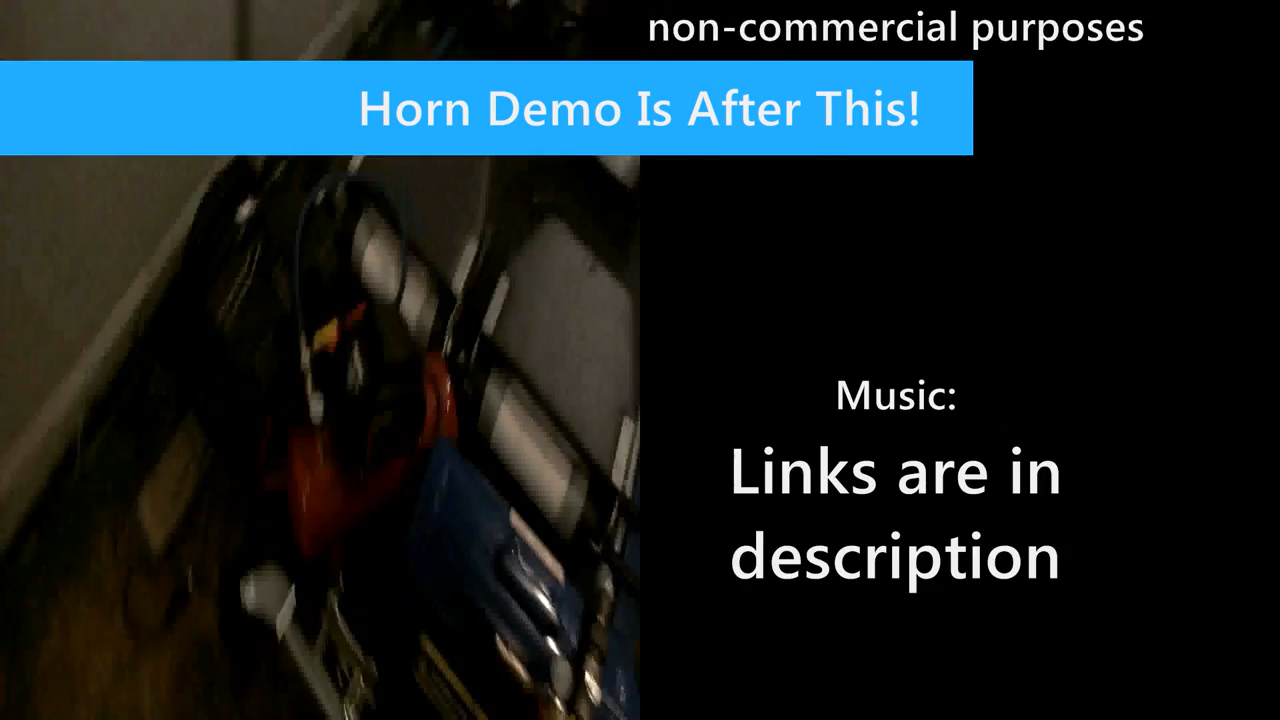 non-commercial purposes
Horn Demo Is After This!
Music:
Links are in
description